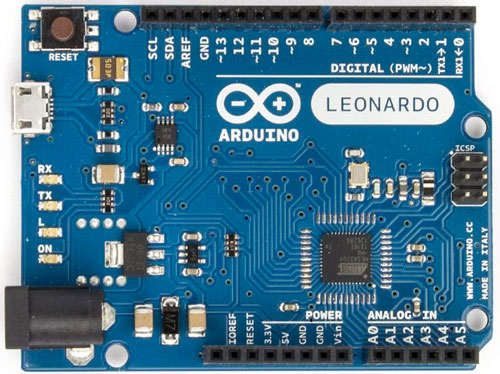 RESET
SCL
SDA
AREF
GND
~13
12
~11
~10
~9
8
7
~6
~5
4
~3
2
TX▸1
RX◂0
DIGITAL (PWM~)
ARDUINO
LEONARDO
ICSP
RX
TX
L
ON
WWW.ARDUINO.CC
MADE IN ITALY
POWER
ANALOG IN
IOREF
RESET
3.3V
5V
GND
GND
Vin
A0
A1
A2
A3
A4
A5